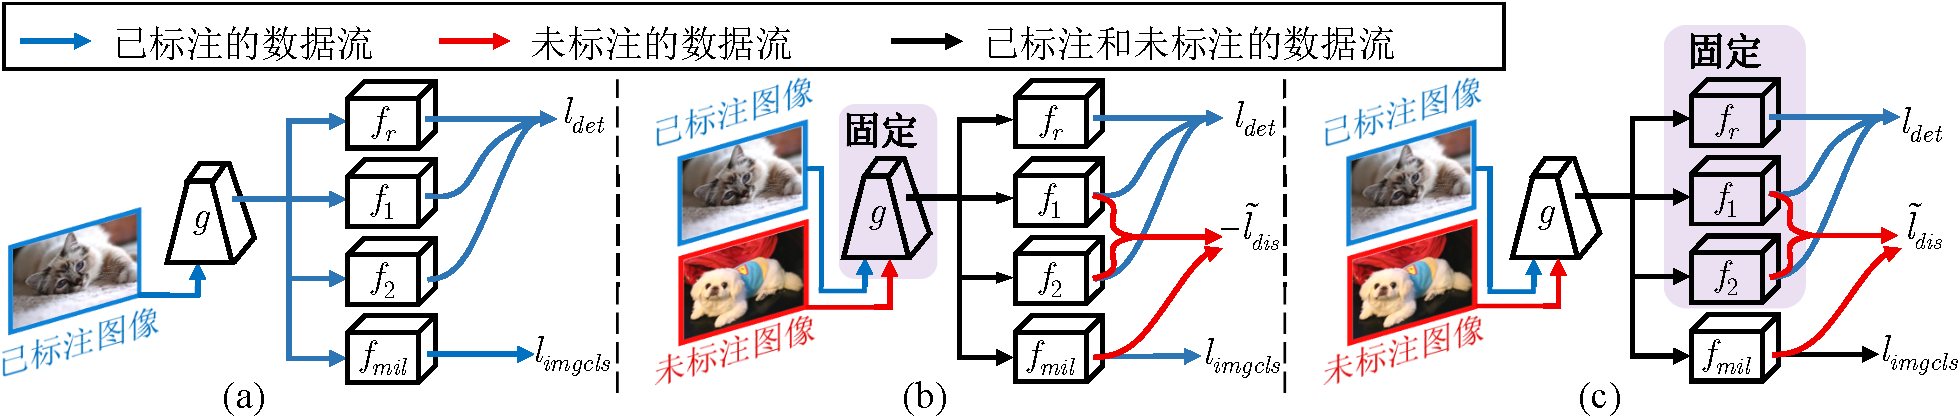 已标注的数据流 未标注的数据流 已标注和未标注的数据流
已标注图像
g
f_r
f_1
f_2
f_{mil}
l_{det}
l_{imgcls}
(a)
已标注图像
未标注图像
固定
g
f_r
f_1
f_2
f_{mil}
l_{det}
-\tilde{l}_{dis}
l_{imgcls}
(b)
已标注图像
未标注图像
g
固定
f_r
f_1
f_2
f_{mil}
l_{det}
\tilde{l}_{dis}
l_{imgcls}
(c)